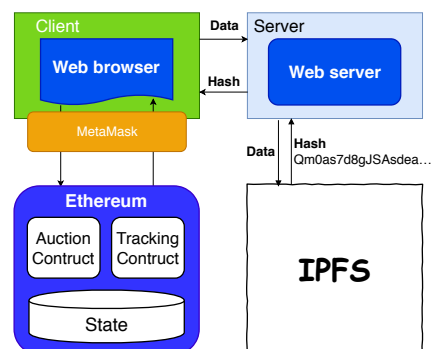 Client
Data
Server
Web browser
Hash
Web server
MetaMask
Data
Hash
Qm0as7d8gJSAsdea…
Ethereum
Auction
Contruct
Tracking
Contruct
State
IPFS